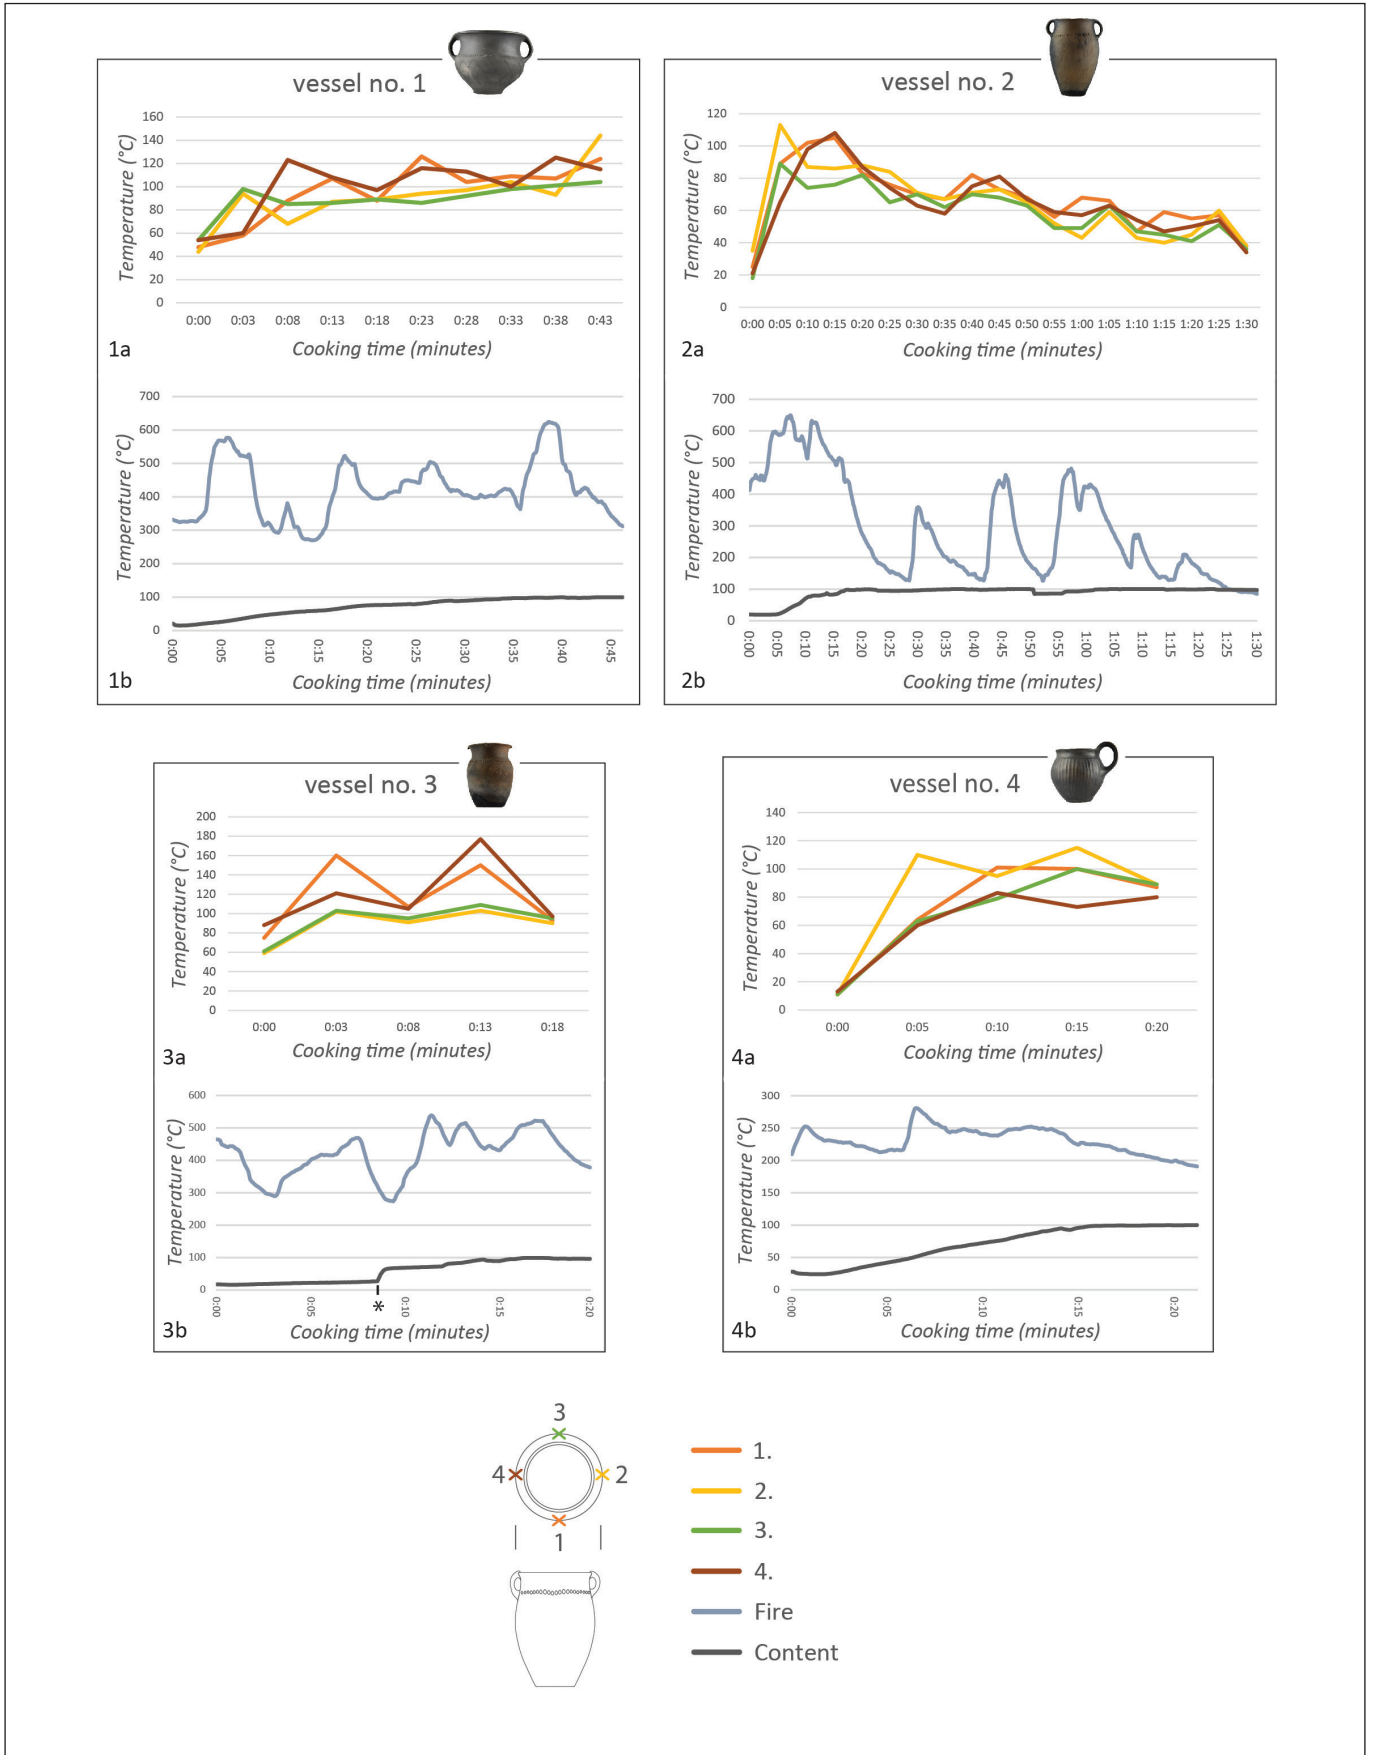 vessel no. 1
160
140
120
100
80
60
40
20
0
Temperature (°C)
0:00 0:03 0:08 0:13 0:18 0:23 0:28 0:33 0:38 0:43
1a
Cooking time (minutes)
700
600
500
400
300
200
100
0
Temperature (°C)
0:00 0:05 0:10 0:15 0:20 0:25 0:30 0:35 0:40 0:45
1b
Cooking time (minutes)
vessel no. 2
120
100
80
60
40
20
0
Temperature (°C)
0:00 0:05 0:10 0:15 0:20 0:25 0:30 0:35 0:40 0:45 0:50 0:55 1:00 1:05 1:10 1:15 1:20 1:25 1:30
2a
Cooking time (minutes)
700
600
500
400
300
200
100
0
Temperature (°C)
0:00 0:05 0:10 0:15 0:20 0:25 0:30 0:35 0:40 0:45 0:50 0:55 1:00 1:05 1:10 1:15 1:20 1:25 1:30
2b
Cooking time (minutes)
vessel no. 3
200
180
160
140
120
100
80
60
40
20
0
Temperature (°C)
0:00 0:03 0:08 0:13 0:18
3a
Cooking time (minutes)
600
500
400
300
200
100
0
Temperature (°C)
0:00 0:05 0:10 0:15 0:20
*
3b
Cooking time (minutes)
vessel no. 4
140
120
100
80
60
40
20
0
Temperature (°C)
0:00 0:05 0:10 0:15 0:20
4a
Cooking time (minutes)
300
250
200
150
100
50
0
Temperature (°C)
0:00 0:05 0:10 0:15 0:20
4b
Cooking time (minutes)
3
4 2
1
1.
2.
3.
4.
Fire
Content